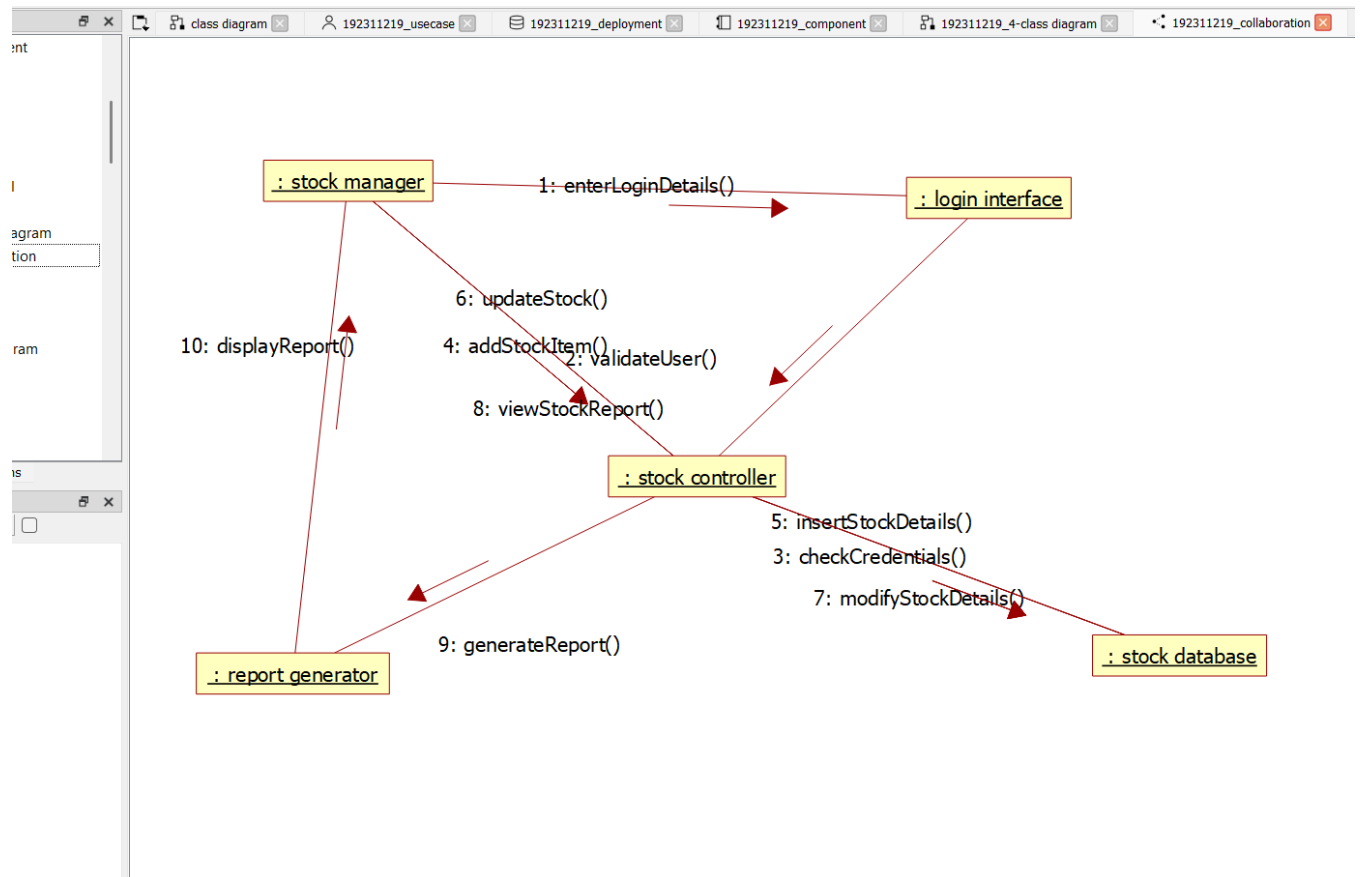 class diagram
192311219_usecase
192311219_deployment
192311219_component
192311219_4-class diagram
192311219_collaboration
ent
l
agram
tion
ram
ns
: stock manager
1: enterLoginDetails()
: login interface
6: updateStock()
10: displayReport()
4: addStockItem()
2: validateUser()
8: viewStockReport()
: stock controller
5: insertStockDetails()
3: checkCredentials()
7: modifyStockDetails()
9: generateReport()
: stock database
: report generator